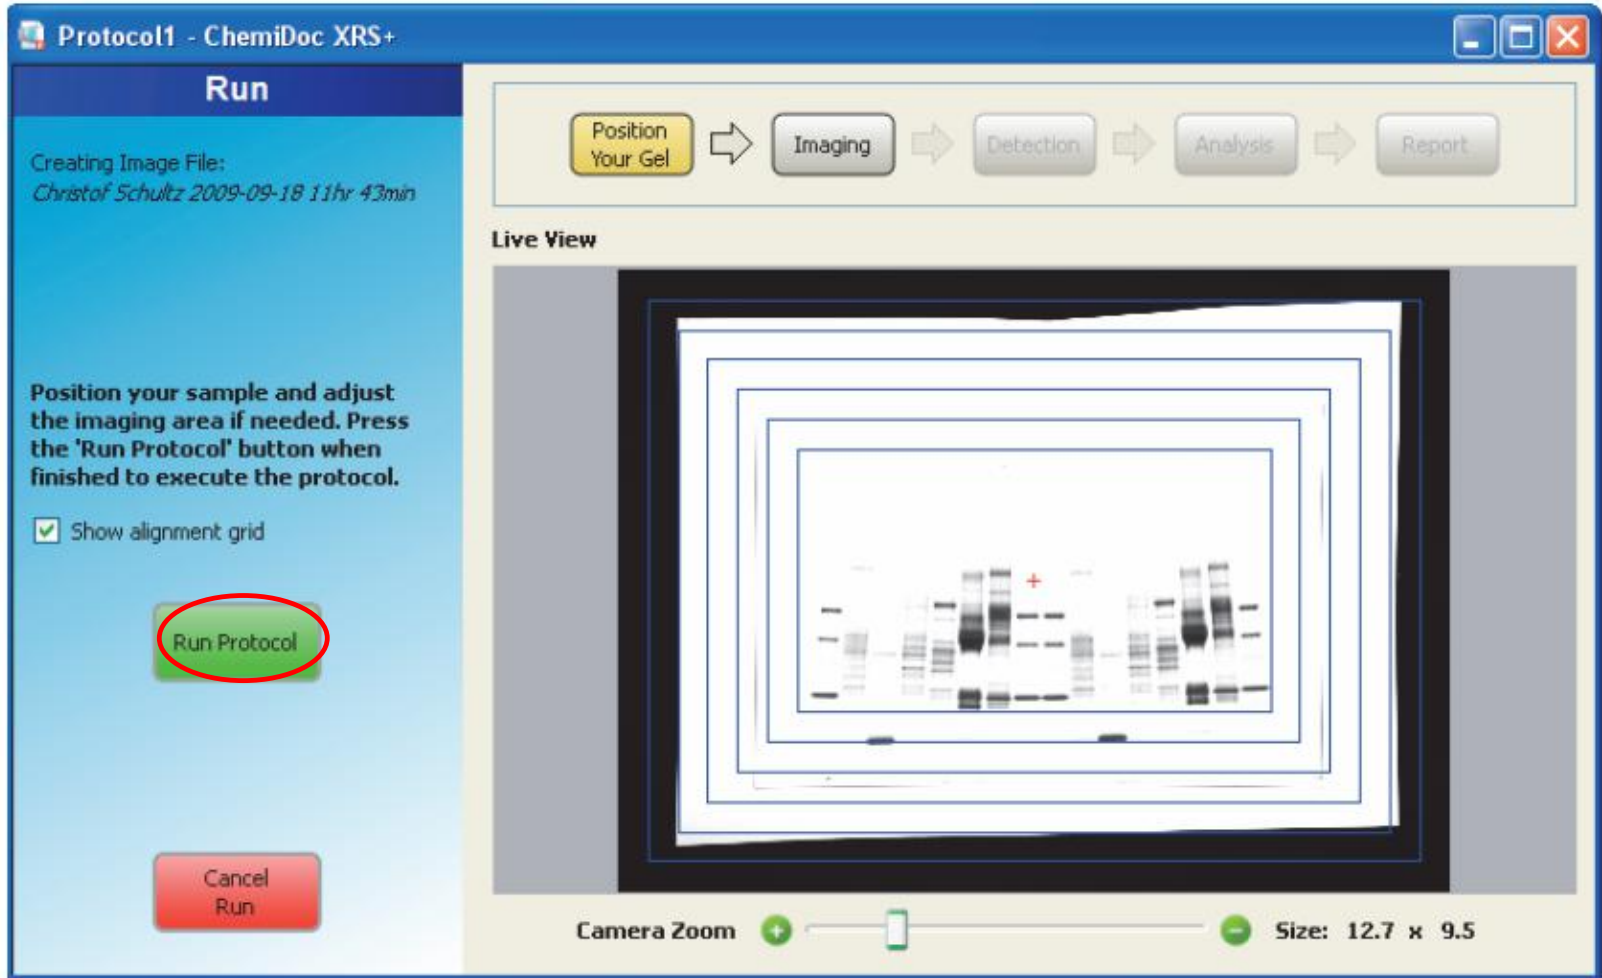 Protocol1 - ChemiDoc XRS+
Run
Creating Image File:
Christof Schultz 2009-09-18 11hr 43min
Position your sample and adjust
the imaging area if needed. Press
the 'Run Protocol' button when
finished to execute the protocol.
Show alignment grid
Run Protocol
Cancel
Run
Position
Your Gel
Imaging
Detection
Analysis
Report
Live View
Camera Zoom
Size: 12.7 x 9.5